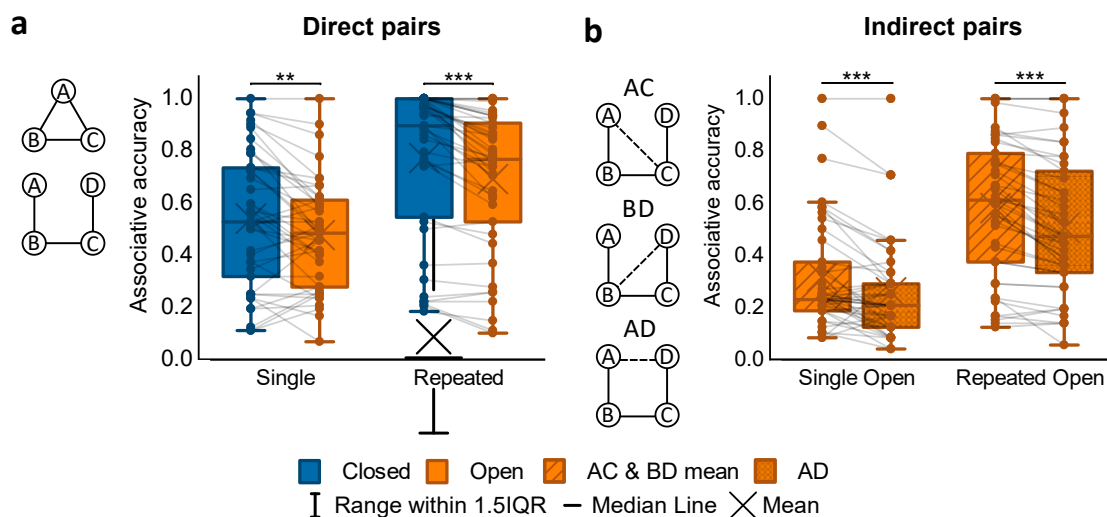 a
Direct pairs
A
B
C
A
D
B
C
Associative accuracy
1.0
0.8
0.6
0.4
0.2
0.0
**
***
Single
Repeated
b
Indirect pairs
AC
A
D
B
C
BD
A
D
B
C
AD
A
D
B
C
Associative accuracy
1.0
0.8
0.6
0.4
0.2
0.0
***
***
Single Open
Repeated Open
Closed
Open
AC & BD mean
AD
Range within 1.5IQR
Median Line
Mean